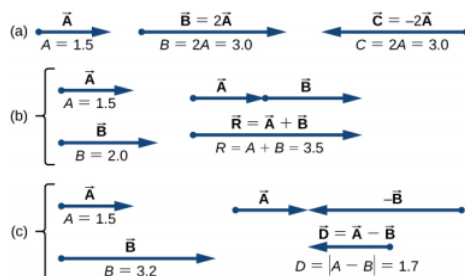 (a) A⃗ B⃗ = 2A⃗ C⃗ = –2A⃗
A = 1.5 B = 2A = 3.0 C = 2A = 3.0
(b) A⃗
A = 1.5
B⃗
B = 2.0
A⃗ B⃗
R⃗ = A⃗ + B⃗
R = A + B = 3.5
(c) A⃗
A = 1.5
B⃗
B = 3.2
A⃗ –B⃗
D⃗ = A⃗ – B⃗
D = |A – B| = 1.7